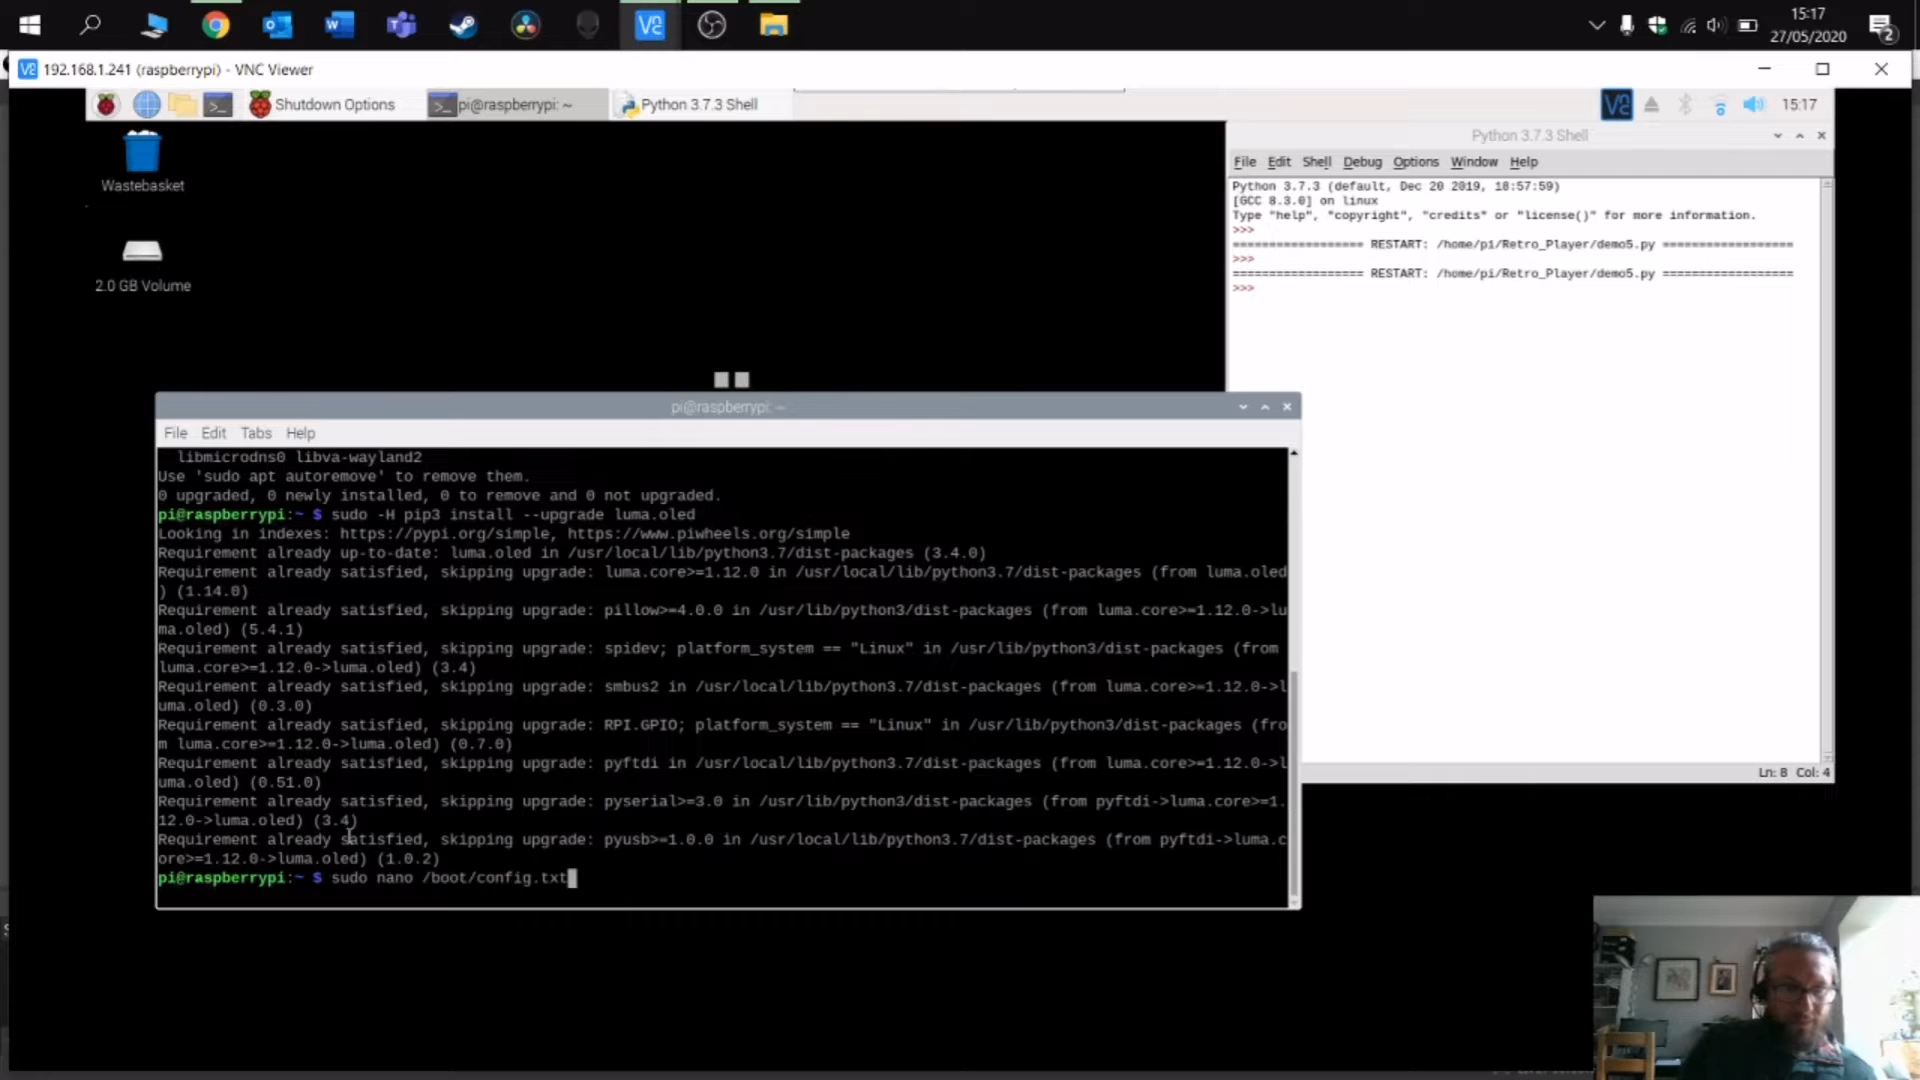 15:17
27/05/2020
2
192.168.1.241 (raspberrypi) - VNC Viewer
Shutdown Options
pi@raspberrypi: ~
Python 3.7.3 Shell
15:17
Wastebasket
2.0 GB Volume
Python 3.7.3 Shell
File Edit Shell Debug Options Window Help
Python 3.7.3 (default, Dec 20 2019, 18:57:59)
[GCC 8.3.0] on linux
Type "help", "copyright", "credits" or "license()" for more information.
>>>
================== RESTART: /home/pi/Retro_Player/demo5.py ==================
>>>
================== RESTART: /home/pi/Retro_Player/demo5.py ==================
>>>
Ln: 8 Col: 4
pi@raspberrypi: ~
File Edit Tabs Help
libmicrodns0 libva-wayland2
Use 'sudo apt autoremove' to remove them.
0 upgraded, 0 newly installed, 0 to remove and 0 not upgraded.
pi@raspberrypi:~ $ sudo -H pip3 install --upgrade luma.oled
Looking in indexes: https://pypi.org/simple, https://www.piwheels.org/simple
Requirement already up-to-date: luma.oled in /usr/local/lib/python3.7/dist-packages (3.4.0)
Requirement already satisfied, skipping upgrade: luma.core>=1.12.0 in /usr/local/lib/python3.7/dist-packages (from luma.oled
) (1.14.0)
Requirement already satisfied, skipping upgrade: pillow>=4.0.0 in /usr/lib/python3/dist-packages (from luma.core>=1.12.0->lu
ma.oled) (5.4.1)
Requirement already satisfied, skipping upgrade: spidev; platform_system == "Linux" in /usr/lib/python3/dist-packages (from
luma.core>=1.12.0->luma.oled) (3.4)
Requirement already satisfied, skipping upgrade: smbus2 in /usr/local/lib/python3.7/dist-packages (from luma.core>=1.12.0->l
uma.oled) (0.3.0)
Requirement already satisfied, skipping upgrade: RPI.GPIO; platform_system == "Linux" in /usr/lib/python3/dist-packages (fro
m luma.core>=1.12.0->luma.oled) (0.7.0)
Requirement already satisfied, skipping upgrade: pyftdi in /usr/local/lib/python3.7/dist-packages (from luma.core>=1.12.0->l
uma.oled) (0.51.0)
Requirement already satisfied, skipping upgrade: pyserial>=3.0 in /usr/lib/python3/dist-packages (from pyftdi->luma.core>=1.
12.0->luma.oled) (3.4)
Requirement already satisfied, skipping upgrade: pyusb>=1.0.0 in /usr/local/lib/python3.7/dist-packages (from pyftdi->luma.c
ore>=1.12.0->luma.oled) (1.0.2)
pi@raspberrypi:~ $ sudo nano /boot/config.txt